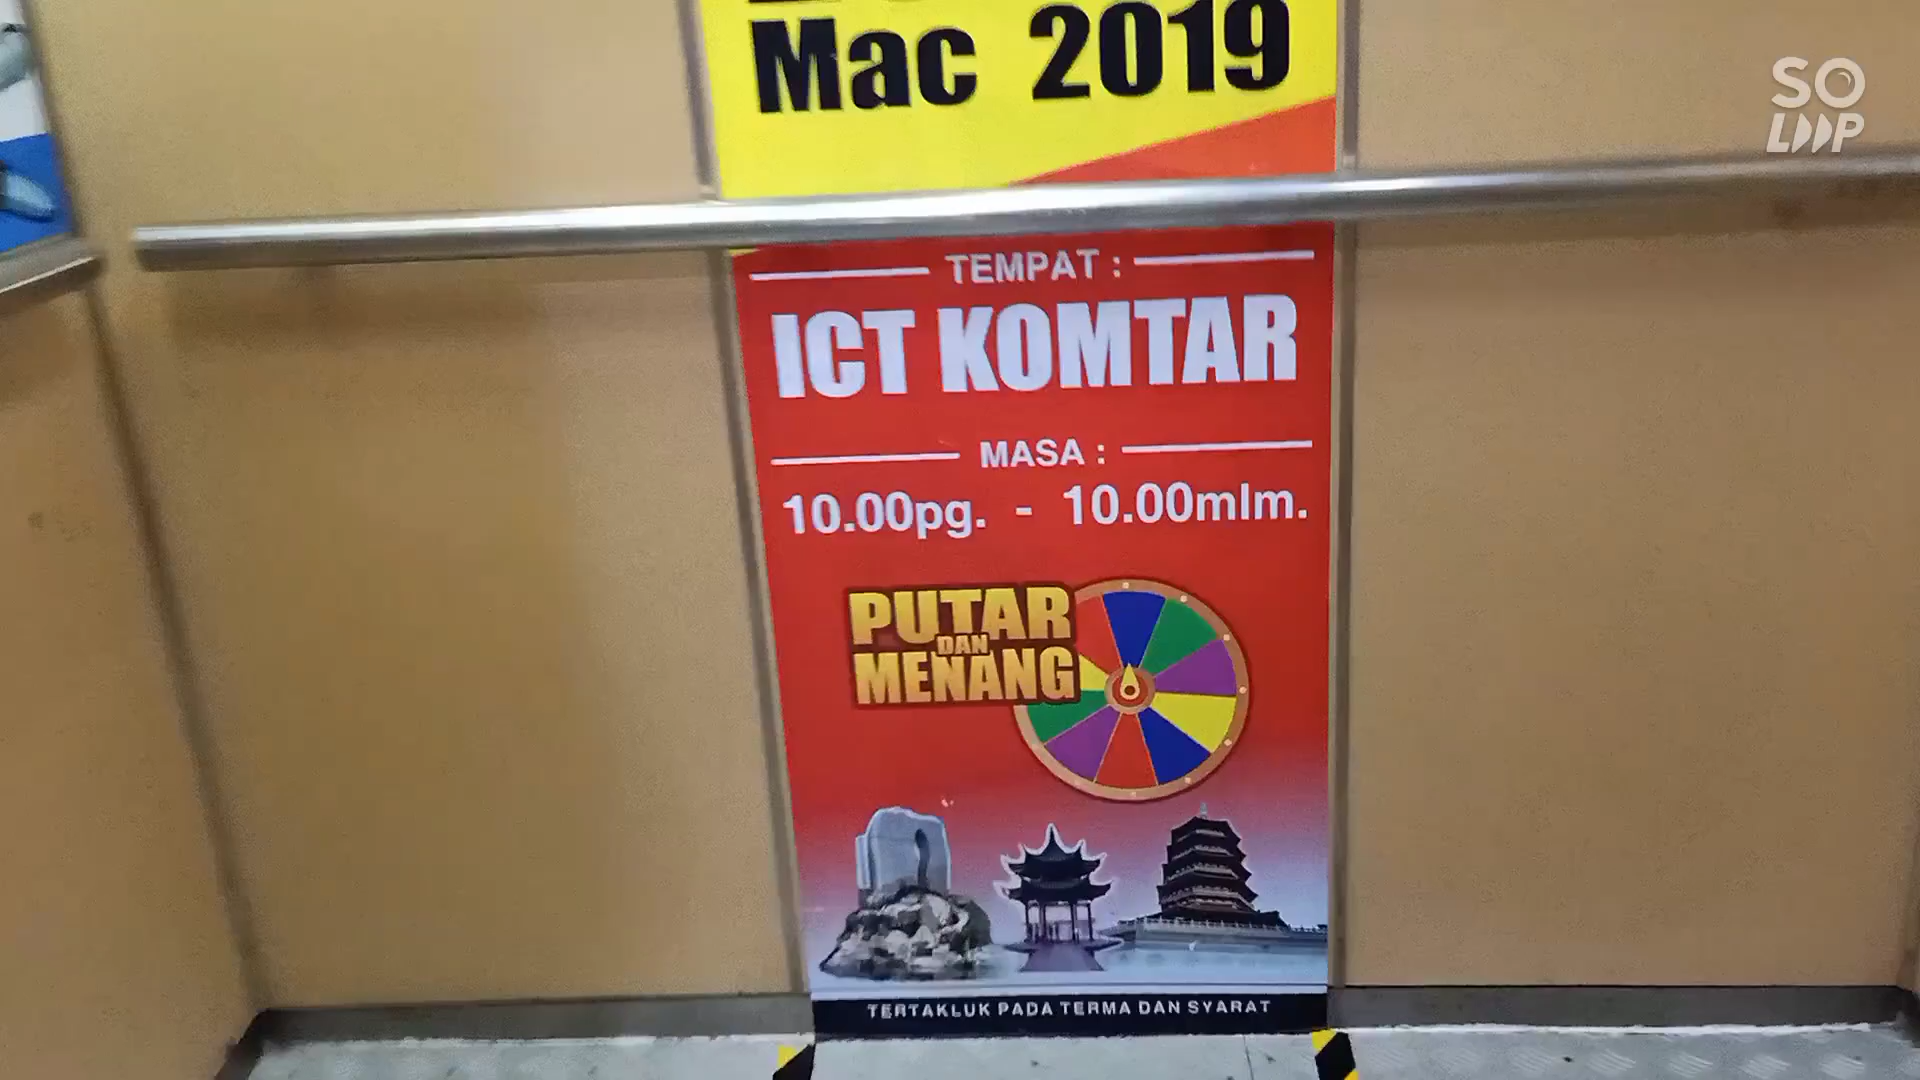 Mac 2019
SO
LOOP
TEMPAT :
ICT KOMTAR
MASA :
10.00pg. - 10.00mlm.
PUTAR
DAN
MENANG
TERTAKLUK PADA TERMA DAN SYARAT